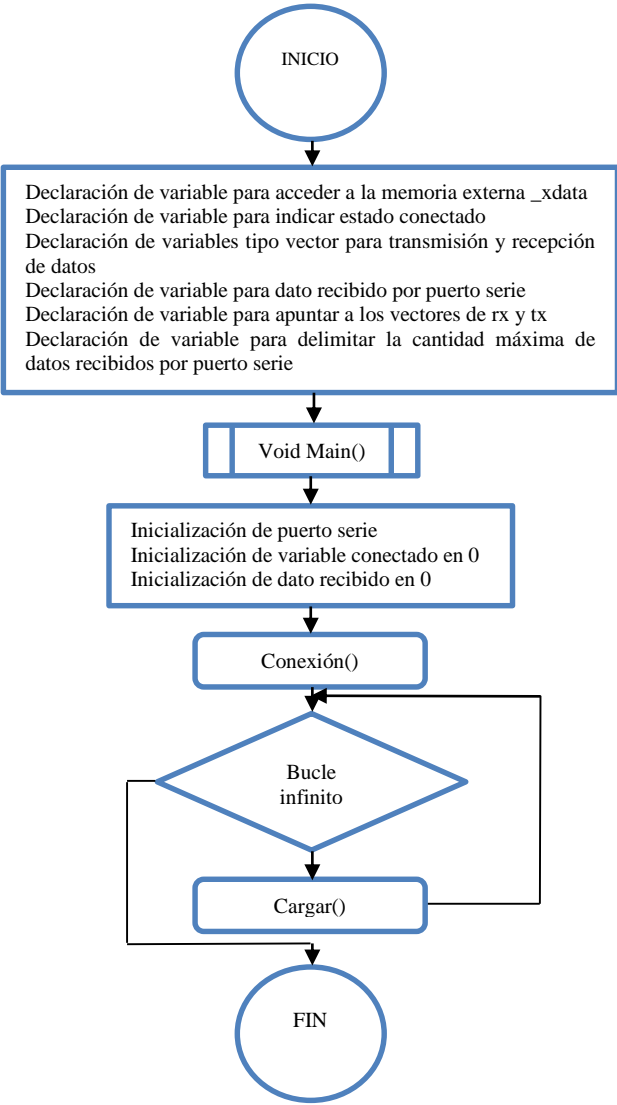 INICIO
Declaración de variable para acceder a la memoria externa _xdata
Declaración de variable para indicar estado conectado
Declaración de variables tipo vector para transmisión y recepción
de datos
Declaración de variable para dato recibido por puerto serie
Declaración de variable para apuntar a los vectores de rx y tx
Declaración de variable para delimitar la cantidad máxima de
datos recibidos por puerto serie
Void Main()
Inicialización de puerto serie
Inicialización de variable conectado en 0
Inicialización de dato recibido en 0
Conexión()
Bucle
infinito
Cargar()
FIN